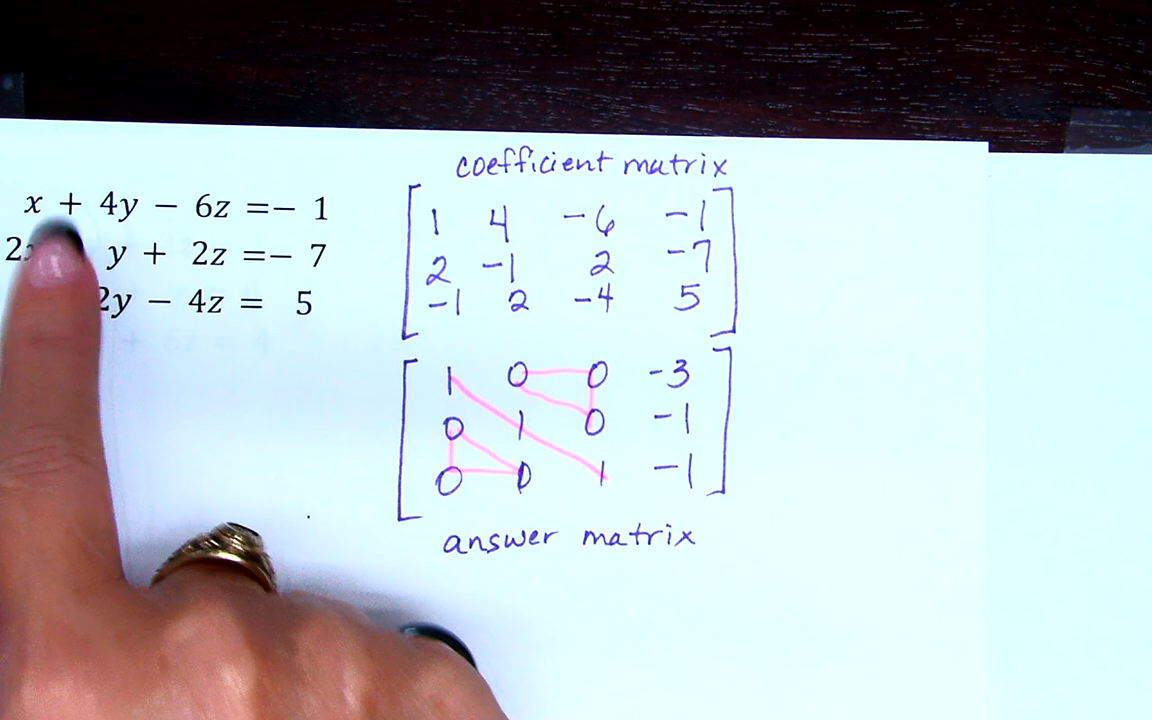 coefficient matrix
x + 4y − 6z =− 1
y + 2z =− 7
2y − 4z = 5
1 4 -6 -1
2 -1 2 -7
-1 2 -4 5
1 0 0 -3
0 1 0 -1
0 0 1 -1
answer matrix